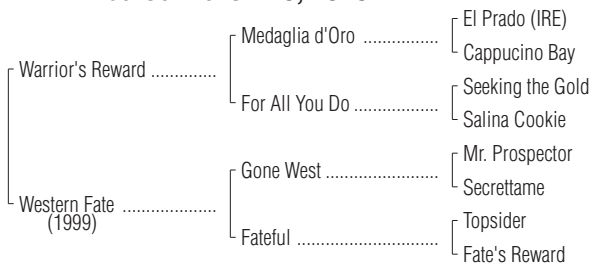 El Prado (IRE)
Medaglia d'Oro ................
Cappucino Bay
Warrior's Reward ..............
Seeking the Gold
For All You Do ..................
Salina Cookie
Mr. Prospector
Gone West ........................
Secrettame
Western Fate ....................
(1999)
Topsider
Fateful ..............................
Fate's Reward